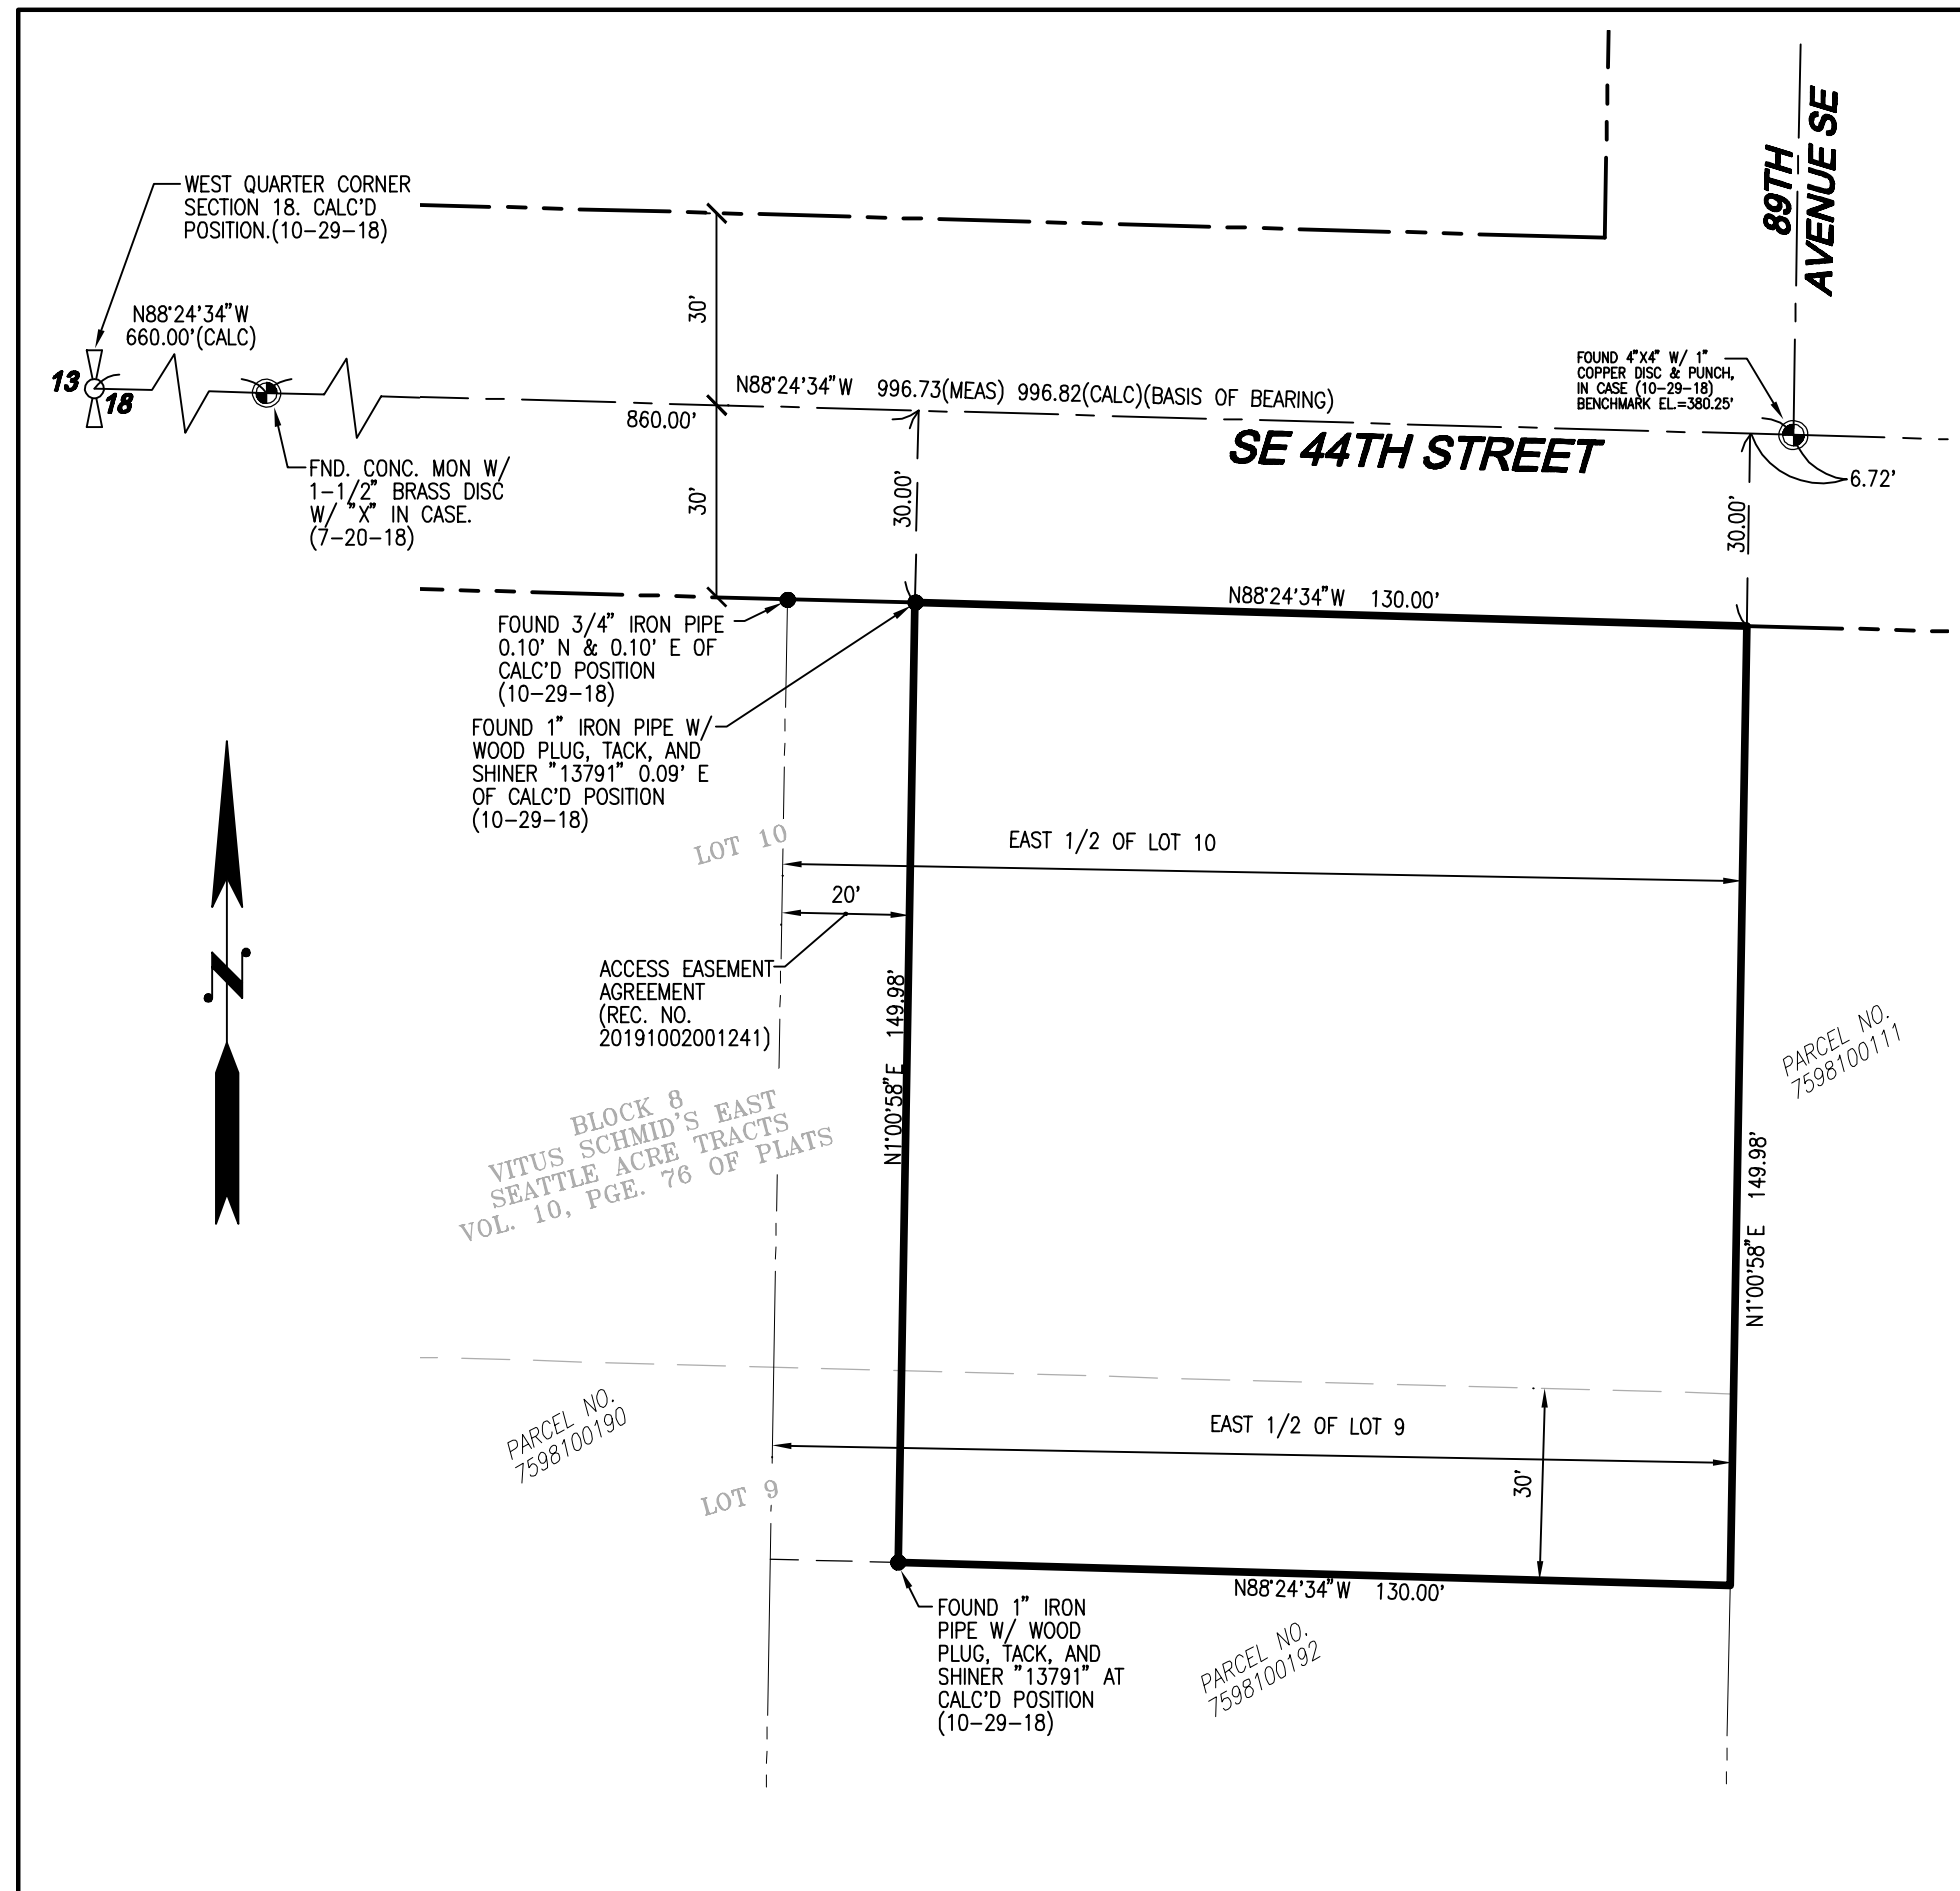 89TH
AVENUE SE
WEST QUARTER CORNER
SECTION 18. CALC'D
POSITION.(10-29-18)
N88°24'34"W
660.00'(CALC)
13
18
30'
FOUND 4"X4" W/ 1"
COPPER DISC & PUNCH,
IN CASE (10-29-18)
BENCHMARK EL.=380.25'
N88°24'34"W 996.73(MEAS) 996.82(CALC)(BASIS OF BEARING)
860.00'
SE 44TH STREET
6.72'
FND. CONC. MON W/
1-1/2" BRASS DISC
W/ "X" IN CASE.
(7-20-18)
30'
30.00'
30.00'
N88°24'34"W 130.00'
FOUND 3/4" IRON PIPE
0.10' N & 0.10' E OF
CALC'D POSITION
(10-29-18)
FOUND 1" IRON PIPE W/
WOOD PLUG, TACK, AND
SHINER "13791" 0.09' E
OF CALC'D POSITION
(10-29-18)
LOT 10
EAST 1/2 OF LOT 10
20'
ACCESS EASEMENT
AGREEMENT
(REC. NO.
20191002001241)
N
N1°00'58"E 149.98'
PARCEL NO.
7598100111
BLOCK 8
VITUS SCHMID'S EAST
SEATTLE ACRE TRACTS
VOL. 10, PGE. 76 OF PLATS
N1°00'58"E 149.98'
PARCEL NO.
7598100190
EAST 1/2 OF LOT 9
30'
LOT 9
N88°24'34"W 130.00'
FOUND 1" IRON
PIPE W/ WOOD
PLUG, TACK, AND
SHINER "13791" AT
CALC'D POSITION
(10-29-18)
PARCEL NO.
7598100192